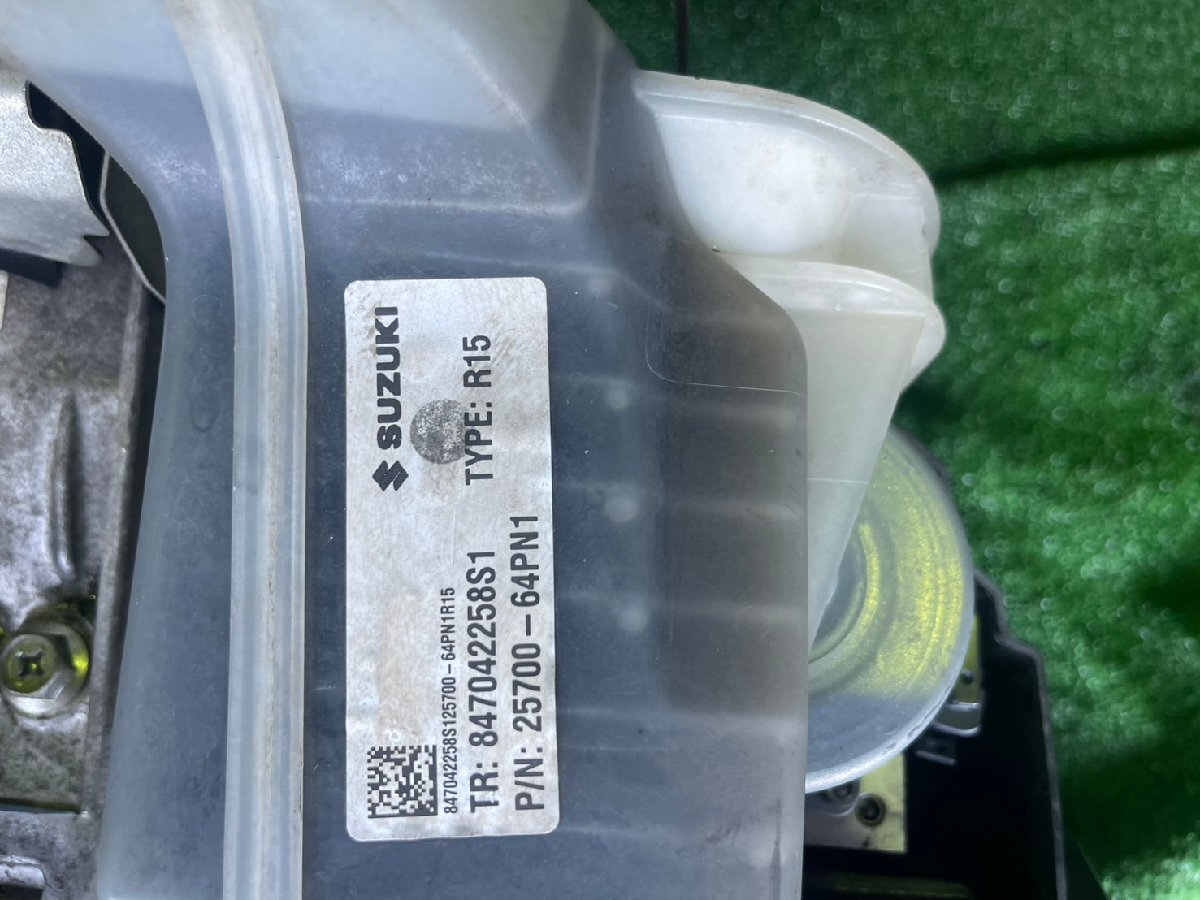 SUZUKI
TYPE: R15
847042258S125700-64PN1R15
TR: 847042258S1
P/N: 25700-64PN1